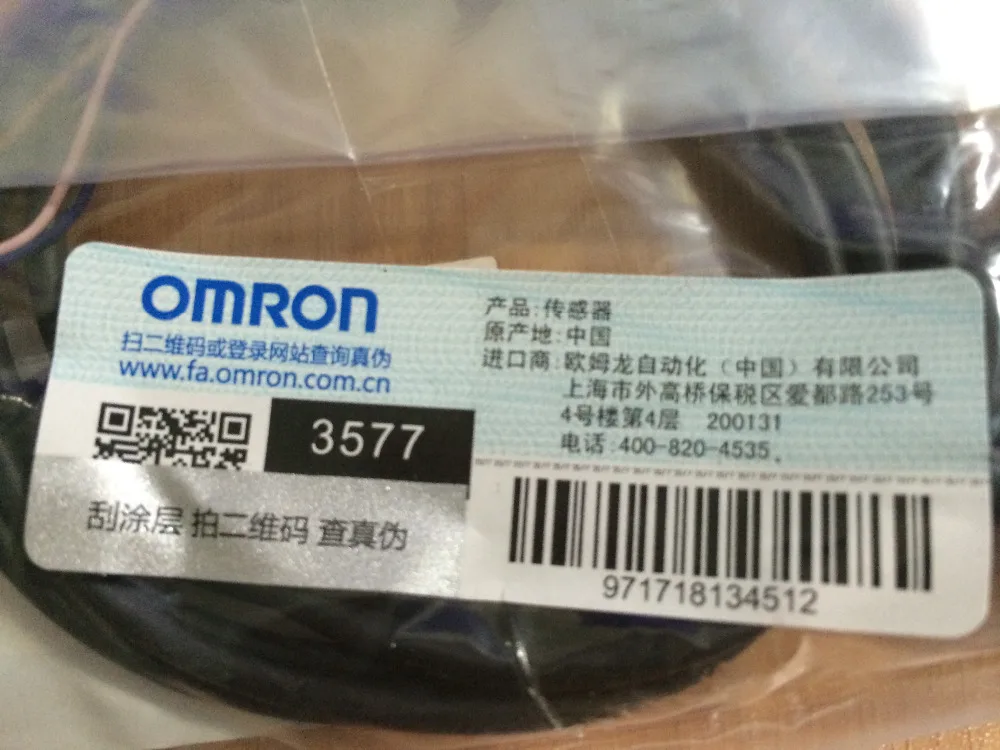 OMRON
扫二维码或登录网站查询真伪
www.fa.omron.com.cn
3577
刮涂层 拍二维码 查真伪
产品:传感器
原产地:中国
进口商:欧姆龙自动化（中国）有限公司
上海市外高桥保税区爱都路253号
4号楼第4层 200131
电话:400-820-4535.
971718134512